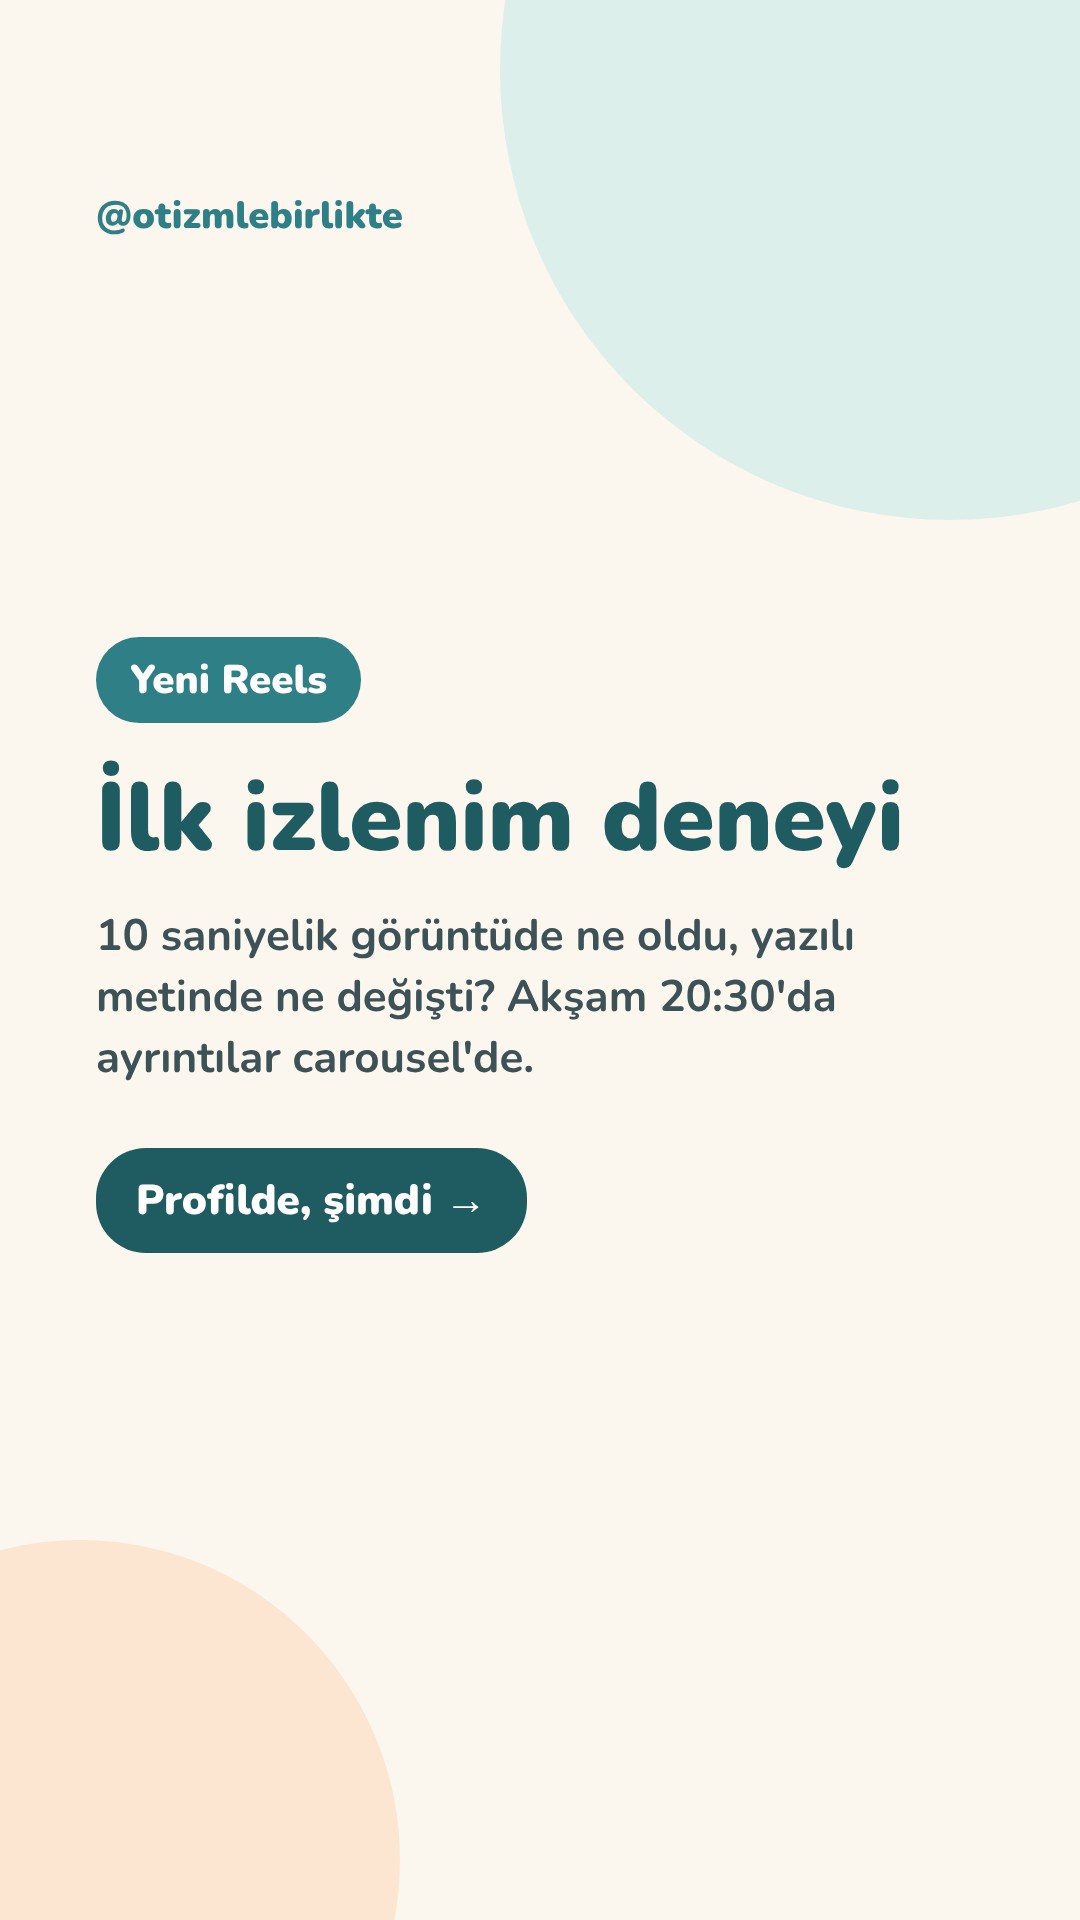 @otizmlebirlikte
Yeni Reels
İlk izlenim deneyi
10 saniyelik görüntüde ne oldu, yazılı
metinde ne değişti? Akşam 20:30'da
ayrıntılar carousel'de.
Profilde, şimdi →